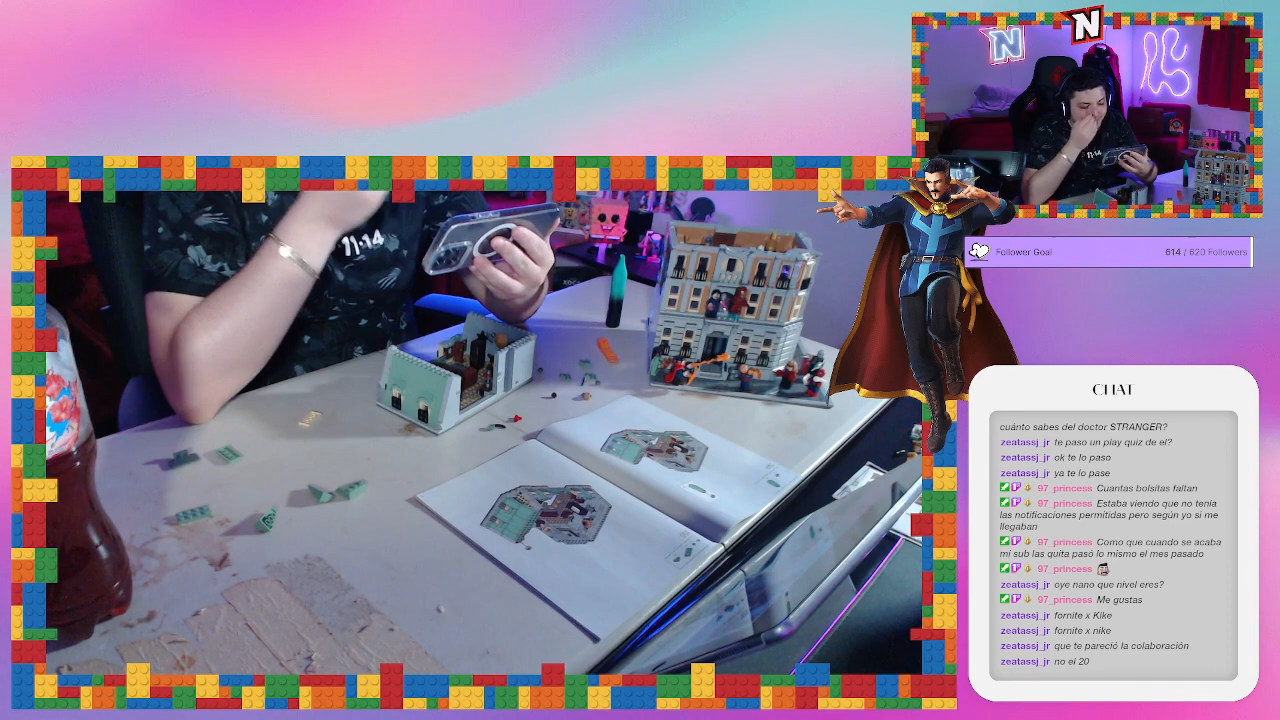 N
N
Follower Goal
614 / 620 Followers
11:14
CHAT
cuánto sabes del doctor STRANGER?
zeatassj_jr te paso un play quiz de el?
zeatassj_jr ok te lo paso
zeatassj_jr ya te lo pase
97_princess Cuantas bolsitas faltan
97_princess Estaba viendo que no tenía
las notificaciones permitidas pero según yo si me
llegaban
97_princess Como que cuando se acaba
mi sub las quita pasó lo mismo el mes pasado
97_princess
zeatassj_jr oye nano que nivel eres?
97_princess Me gustas
zeatassj_jr fornite x Kike
zeatassj_jr fornite x nike
zeatassj_jr que te pareció la colaboración
zeatassj_jr no el 20